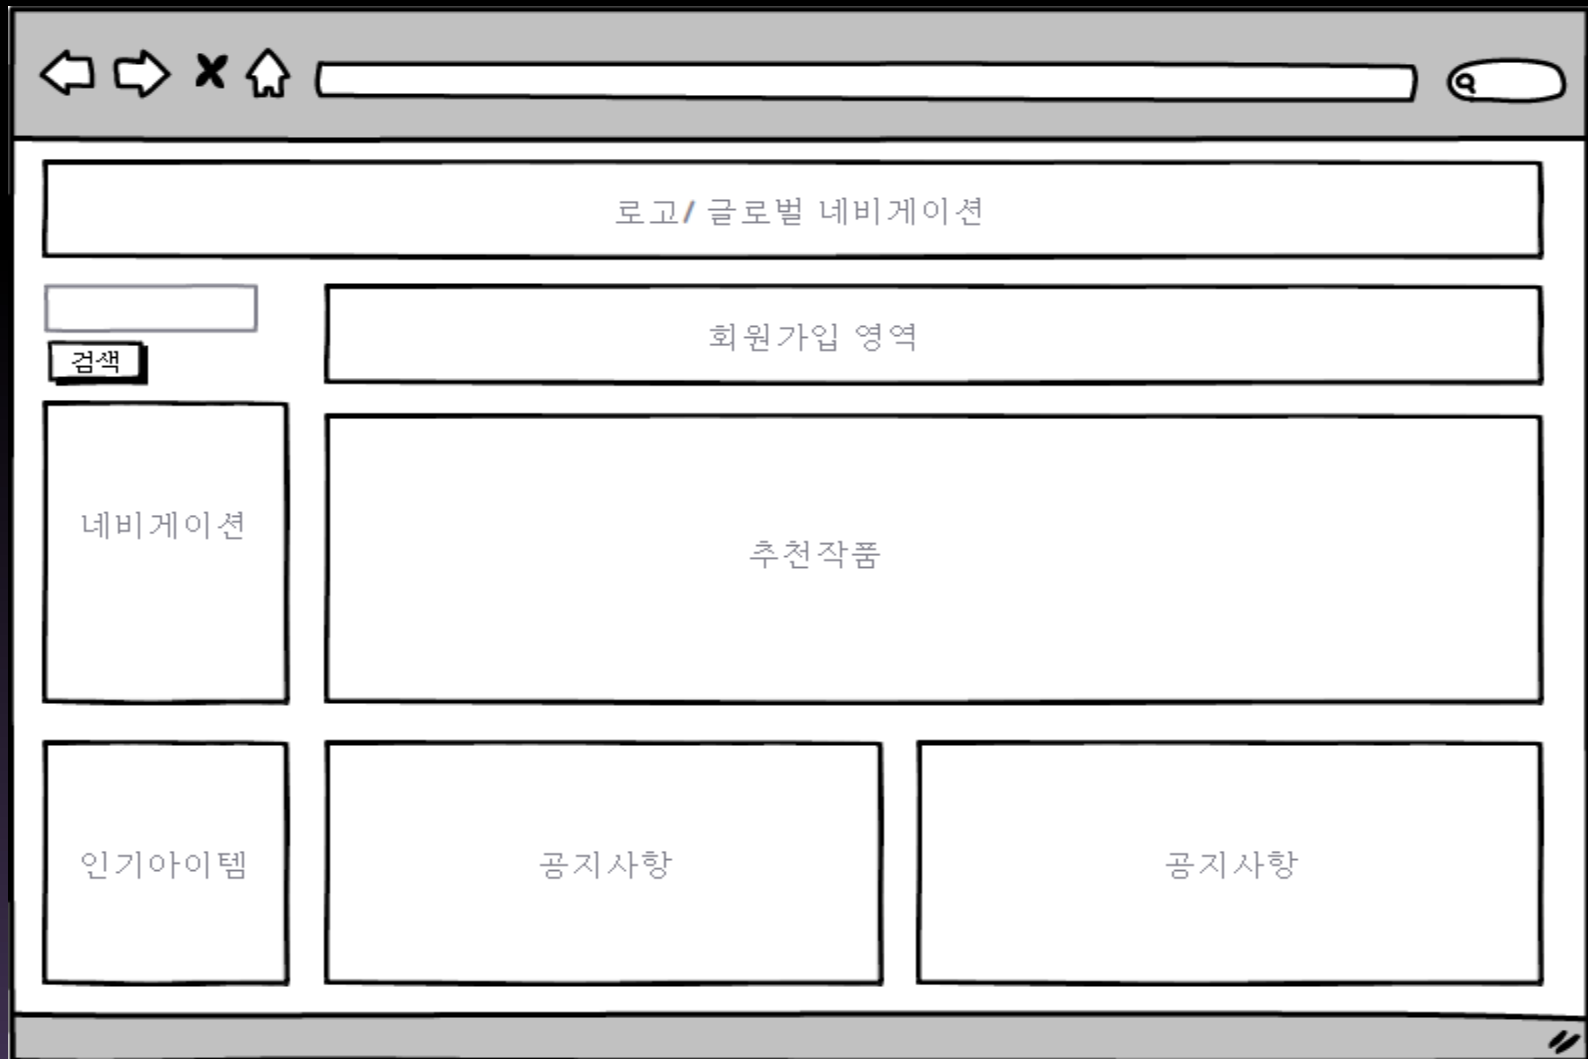 로고/ 글로벌 네비게이션
검색
회원가입 영역
네비게이션
추천작품
인기아이템
공지사항
공지사항